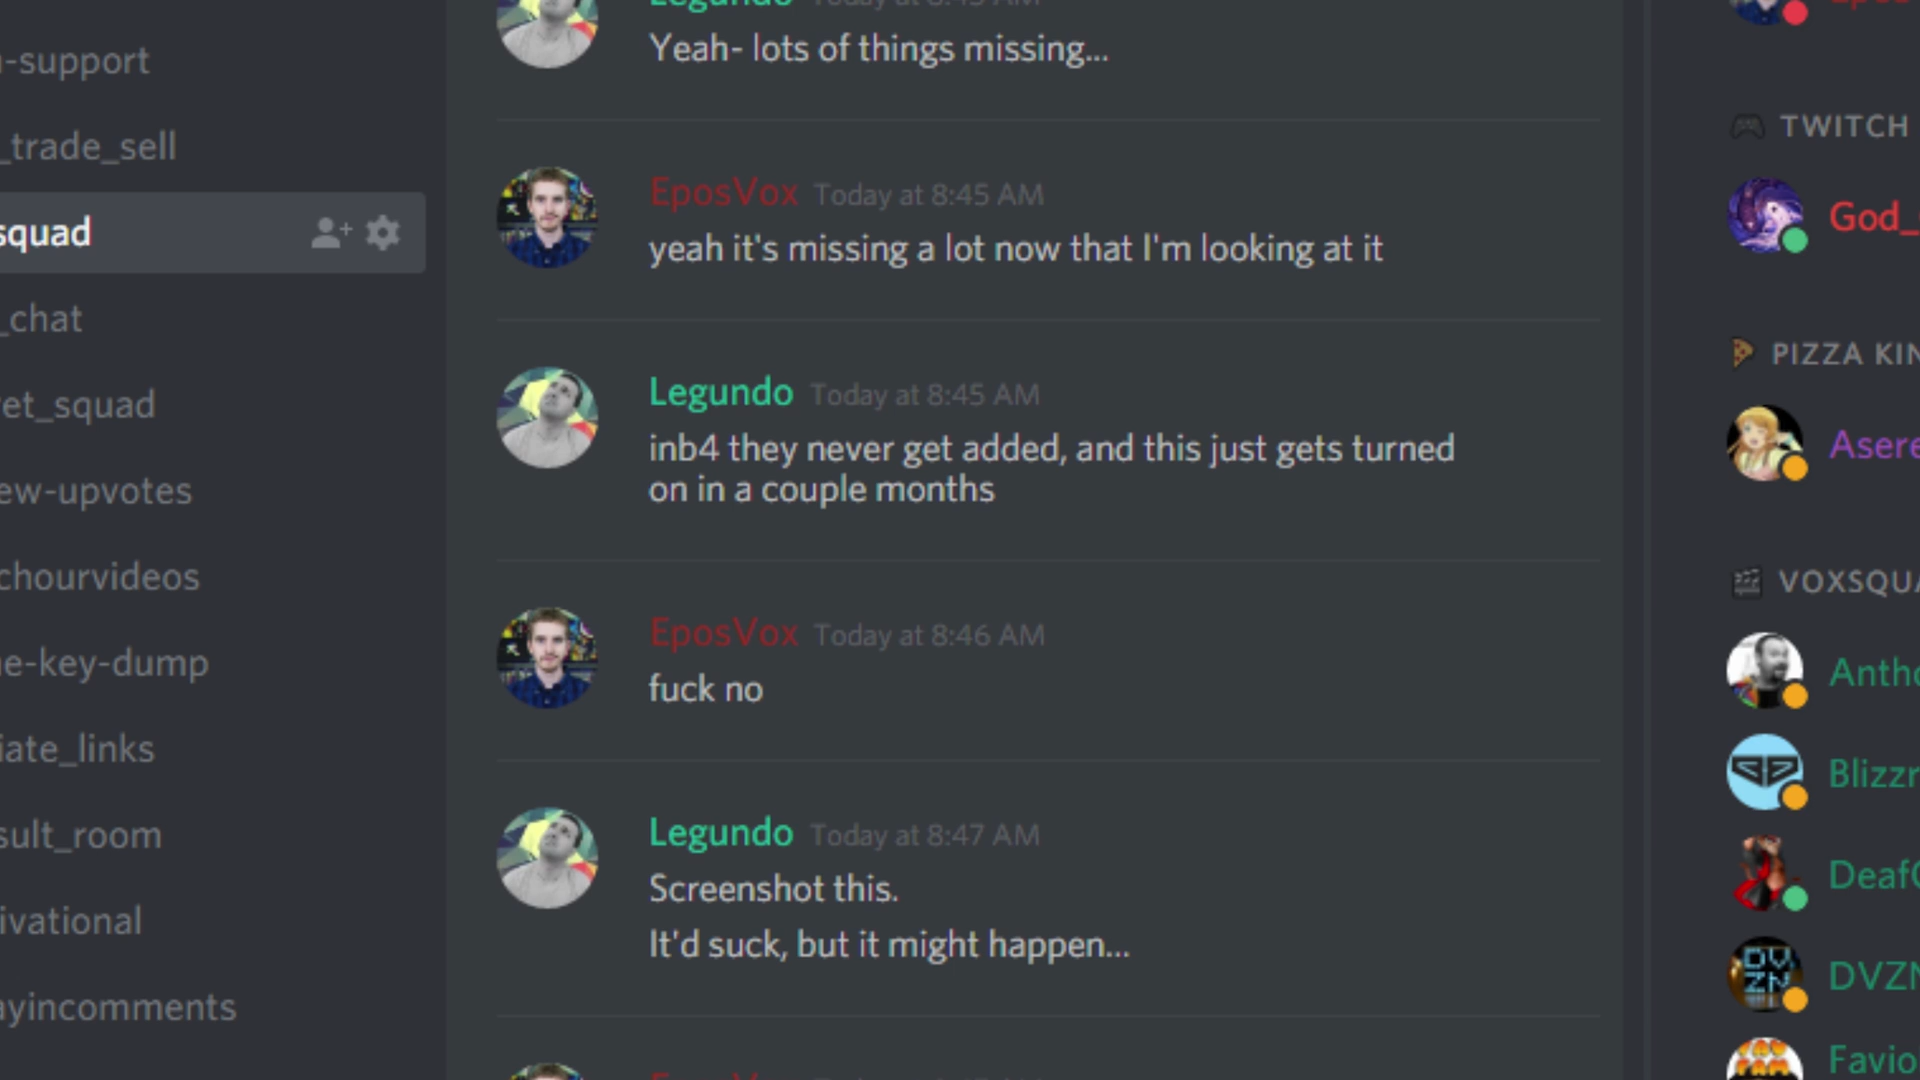 -support
_trade_sell
squad
_chat
et_squad
ew-upvotes
chourvideos
e-key-dump
iate_links
sult_room
ivational
ayincomments
Legundo
Yeah- lots of things missing...
EposVox Today at 8:45 AM
yeah it's missing a lot now that I'm looking at it
Legundo Today at 8:45 AM
inb4 they never get added, and this just gets turned
on in a couple months
EposVox Today at 8:46 AM
fuck no
Legundo Today at 8:47 AM
Screenshot this.
It'd suck, but it might happen...
TWITCH
God_
PIZZA KIN
Asere
VOXSQUA
Antho
Blizzr
Deaf
DVZN
Favio